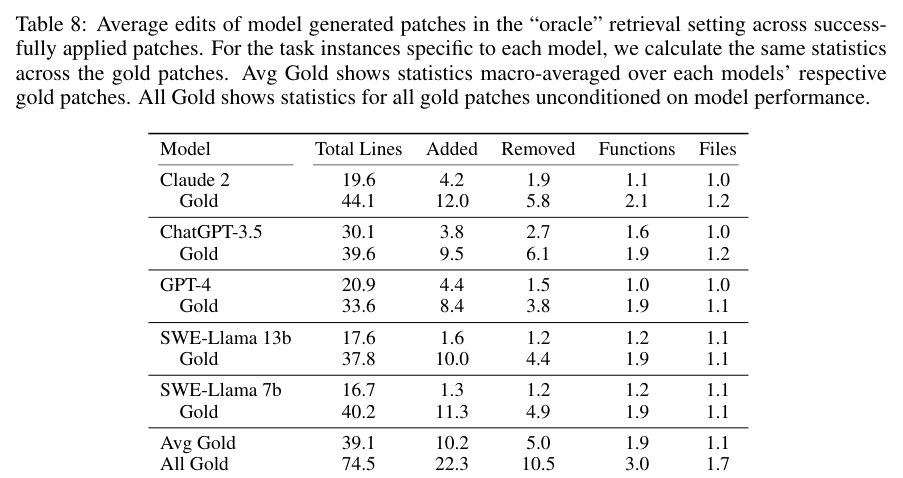 Table 8: Average edits of model generated patches in the “oracle” retrieval setting across success-
fully applied patches. For the task instances specific to each model, we calculate the same statistics
across the gold patches. Avg Gold shows statistics macro-averaged over each models’ respective
gold patches. All Gold shows statistics for all gold patches unconditioned on model performance.
Model Total Lines Added Removed Functions Files
Claude 2 19.6 4.2 1.9 1.1 1.0
Gold 44.1 12.0 5.8 2.1 1.2
ChatGPT-3.5 30.1 3.8 2.7 1.6 1.0
Gold 39.6 9.5 6.1 1.9 1.2
GPT-4 20.9 4.4 1.5 1.0 1.0
Gold 33.6 8.4 3.8 1.9 1.1
SWE-Llama 13b 17.6 1.6 1.2 1.2 1.1
Gold 37.8 10.0 4.4 1.9 1.1
SWE-Llama 7b 16.7 1.3 1.2 1.2 1.1
Gold 40.2 11.3 4.9 1.9 1.1
Avg Gold 39.1 10.2 5.0 1.9 1.1
All Gold 74.5 22.3 10.5 3.0 1.7